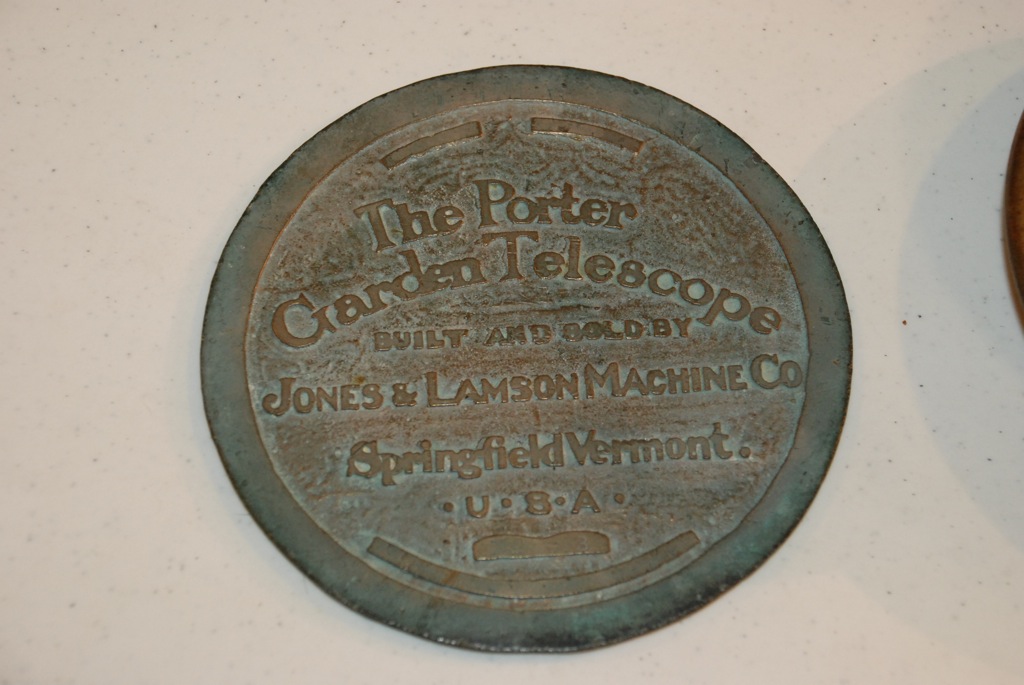 The Porter
Garden Telescope
BUILT AND SOLD BY
JONES & LAMSON MACHINE CO
Springfield Vermont.
· U · S · A ·